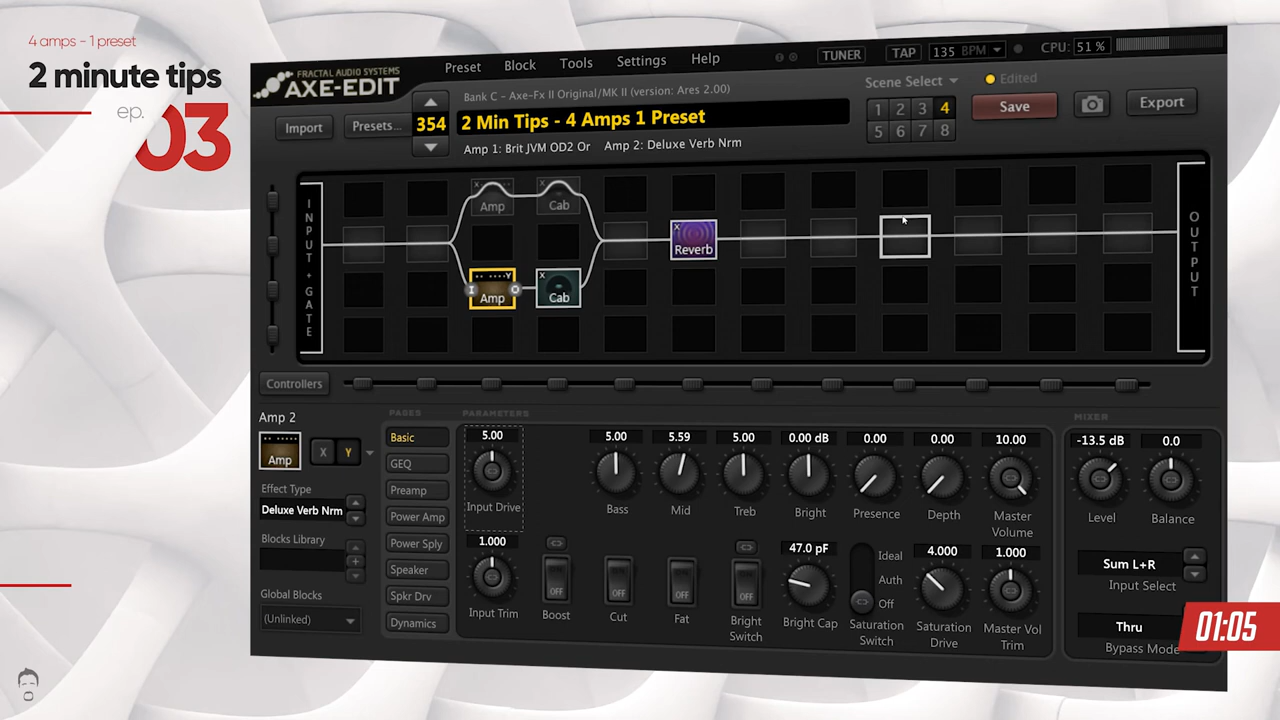 4 amps - 1 preset
2 minute tips
ep. 03
FRACTAL AUDIO SYSTEMS
AXE-EDIT
Preset Block Tools Settings Help
TUNER TAP 135 BPM CPU: 51 %
Import Presets... 354
Bank C - Axe-Fx II Original/MK II (version: Ares 2.00)
2 Min Tips - 4 Amps 1 Preset
Amp 1: Brit JVM OD2 Or Amp 2: Deluxe Verb Nrm
Scene Select
1 2 3 4
5 6 7 8
Edited
Save Export
INPUT + GATE
X Amp X Cab
X Reverb
Y Amp X Cab
OUTPUT
Controllers
Amp 2
Amp X Y
Effect Type
Deluxe Verb Nrm
Blocks Library
Global Blocks
(Unlinked)
PAGES
Basic
GEQ
Preamp
Power Amp
Power Sply
Speaker
Spkr Drv
Dynamics
PARAMETERS
5.00 5.00 5.59 5.00 0.00 dB 0.00 0.00 10.00
Input Drive Bass Mid Treb Bright Presence Depth Master Volume
1.000 47.0 pF Ideal 4.000 1.000
OFF OFF OFF OFF Auth
Off
Input Trim Boost Cut Fat Bright Switch Bright Cap Saturation Switch Saturation Drive Master Vol Trim
MIXER
-13.5 dB 0.0
Level Balance
Sum L+R
Input Select
Thru
Bypass Mode
01:05